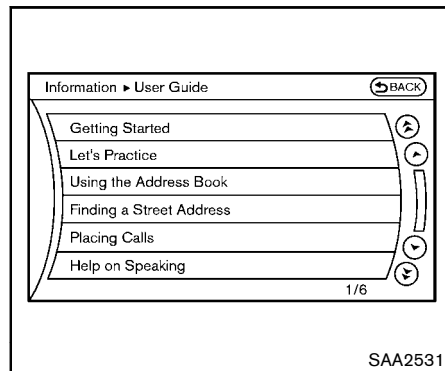 Information ▸ User Guide
BACK
Getting Started
Let's Practice
Using the Address Book
Finding a Street Address
Placing Calls
Help on Speaking
1/6
SAA2531